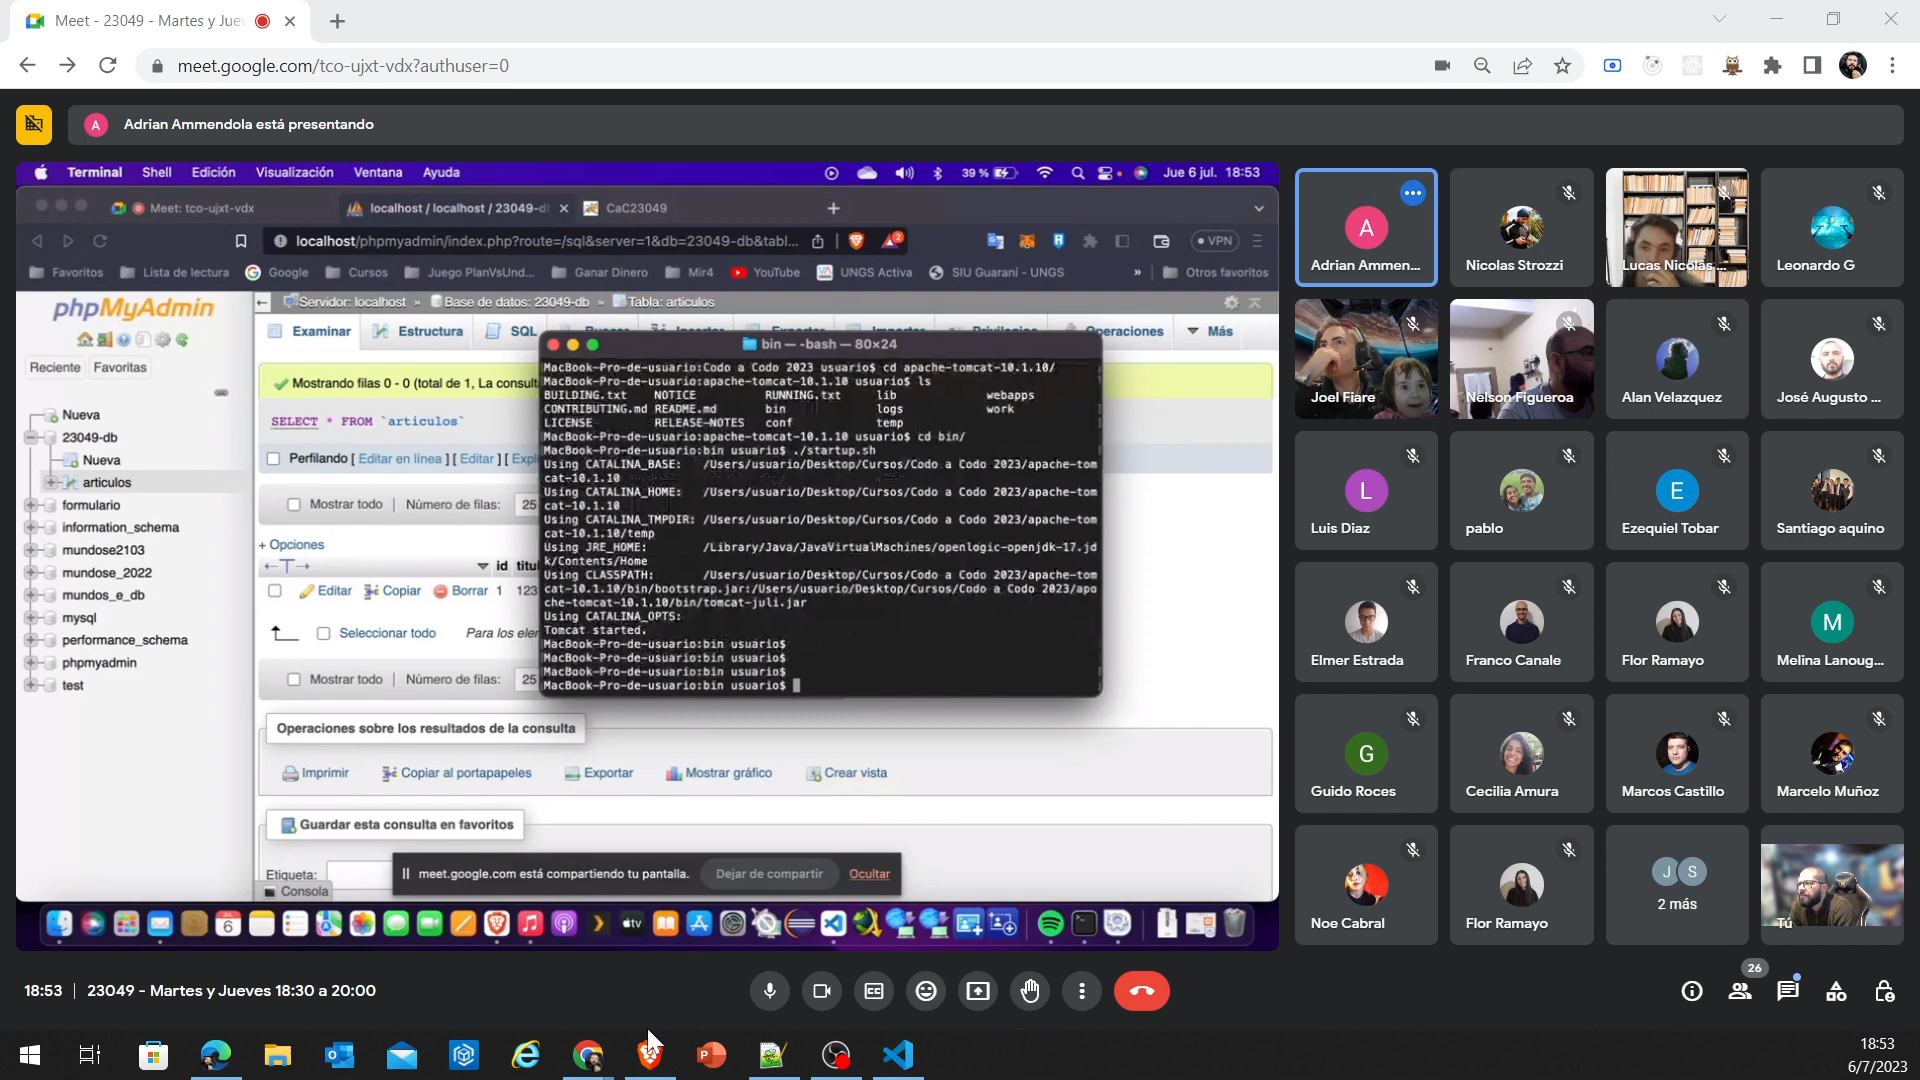 Meet - 23049 - Martes y Juev
meet.google.com/tco-ujxt-vdx?authuser=0
A Adrian Ammendola está presentando
Terminal Shell Edición Visualización Ventana Ayuda 39 % Jue 6 jul. 18:53
Meet: tco-ujxt-vdx localhost / localhost / 23049-d CaC23049
localhost/phpmyadmin/index.php?route=/sql&server=1&db=23049-db&tabl... 2 VPN
Favoritos Lista de lectura Google Cursos Juego PlanVsUnd... Ganar Dinero Mir4 YouTube UNGS Activa SIU Guaraní - UNGS » Otros favoritos
phpMyAdmin
Reciente Favoritas
Nueva
23049-db
Nueva
articulos
formulario
information_schema
mundose2103
mundose_2022
mundos_e_db
mysql
performance_schema
phpmyadmin
test
Servidor: localhost » Base de datos: 23049-db » Tabla: articulos
Examinar Estructura SQL Buscar Insertar Exportar Importar Privilegios Operaciones Más
Mostrando filas 0 - 0 (total de 1, La consult
SELECT * FROM `articulos`
Perfilando [ Editar en línea ] [ Editar ] [ Expl
Mostrar todo | Número de filas: 25
+ Opciones
←T→ id titul
Editar Copiar Borrar 1 123
Seleccionar todo Para los eler
Mostrar todo | Número de filas: 25
Operaciones sobre los resultados de la consulta
Imprimir Copiar al portapapeles Exportar Mostrar gráfico Crear vista
Guardar esta consulta en favoritos
Etiqueta:
Consola
bin — -bash — 80×24
MacBook-Pro-de-usuario:Codo a Codo 2023 usuario$ cd apache-tomcat-10.1.10/
MacBook-Pro-de-usuario:apache-tomcat-10.1.10 usuario$ ls
BUILDING.txt NOTICE RUNNING.txt lib webapps
CONTRIBUTING.md README.md bin logs work
LICENSE RELEASE-NOTES conf temp
MacBook-Pro-de-usuario:apache-tomcat-10.1.10 usuario$ cd bin/
MacBook-Pro-de-usuario:bin usuario$ ./startup.sh
Using CATALINA_BASE: /Users/usuario/Desktop/Cursos/Codo a Codo 2023/apache-tom
cat-10.1.10
Using CATALINA_HOME: /Users/usuario/Desktop/Cursos/Codo a Codo 2023/apache-tom
cat-10.1.10
Using CATALINA_TMPDIR: /Users/usuario/Desktop/Cursos/Codo a Codo 2023/apache-tom
cat-10.1.10/temp
Using JRE_HOME: /Library/Java/JavaVirtualMachines/openlogic-openjdk-17.jd
k/Contents/Home
Using CLASSPATH: /Users/usuario/Desktop/Cursos/Codo a Codo 2023/apache-tom
cat-10.1.10/bin/bootstrap.jar:/Users/usuario/Desktop/Cursos/Codo a Codo 2023/apa
che-tomcat-10.1.10/bin/tomcat-juli.jar
Using CATALINA_OPTS:
Tomcat started.
MacBook-Pro-de-usuario:bin usuario$
MacBook-Pro-de-usuario:bin usuario$
MacBook-Pro-de-usuario:bin usuario$
MacBook-Pro-de-usuario:bin usuario$
meet.google.com está compartiendo tu pantalla. Dejar de compartir Ocultar
6 tv
A
Adrian Ammen...
Nicolas Strozzi
Lucas Nicolás ...
Leonardo G
Joel Fiare
Nelson Figueroa
Alan Velazquez
José Augusto ...
L
Luis Diaz
pablo
E
Ezequiel Tobar
Santiago aquino
Elmer Estrada
Franco Canale
Flor Ramayo
M
Melina Lanoug...
G
Guido Roces
Cecilia Amura
Marcos Castillo
Marcelo Muñoz
Noe Cabral
Flor Ramayo
J S
2 más
Tú
18:53 | 23049 - Martes y Jueves 18:30 a 20:00
26
18:53
6/7/2023